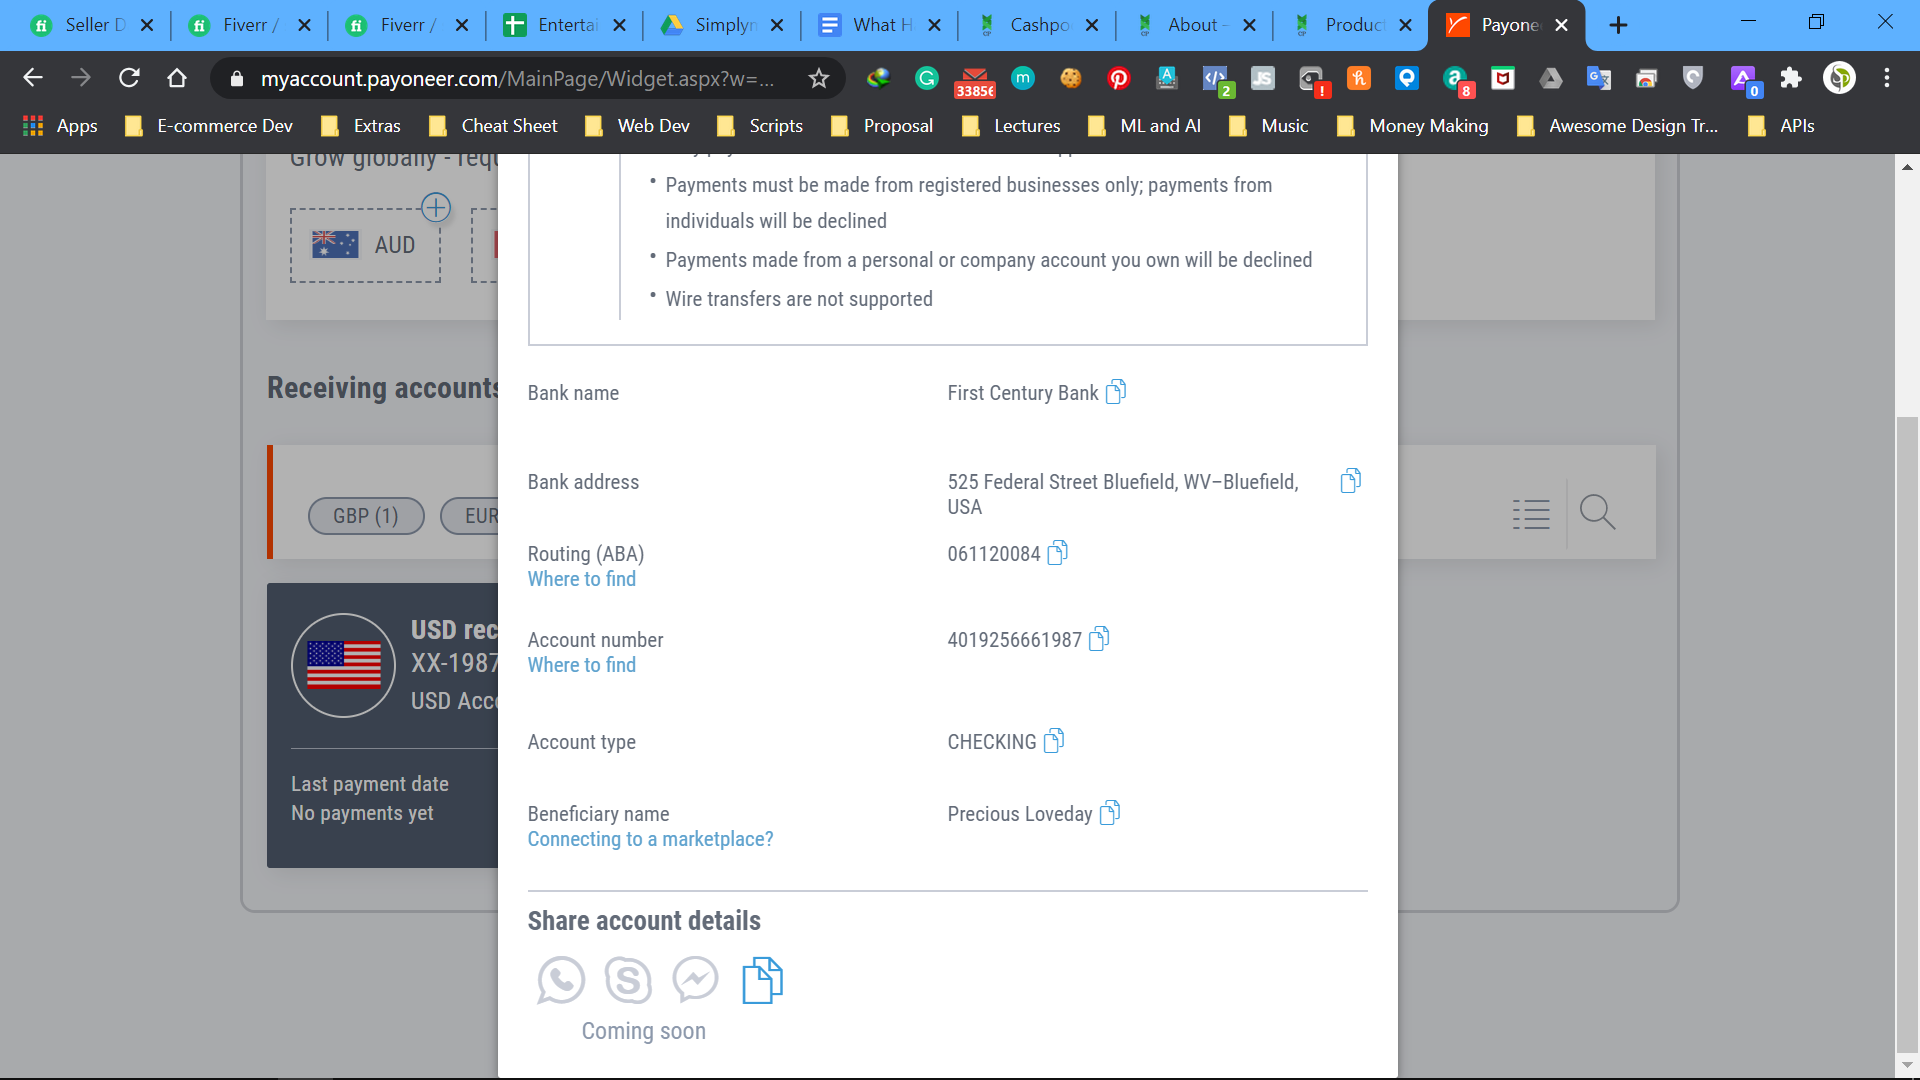 Seller D
Fiverr /
Fiverr /
Entertai
Simplyn
What H
Cashpo
About -
Product
Payone
myaccount.payoneer.com/MainPage/Widget.aspx?w=...
33856
2
!
8
0
Apps
E-commerce Dev
Extras
Cheat Sheet
Web Dev
Scripts
Proposal
Lectures
ML and AI
Music
Money Making
Awesome Design Tr...
APIs
Grow globally - requ
AUD
Receiving accounts
GBP (1)
EUR
USD rec
XX-1987
USD Acco
Last payment date
No payments yet
• Payments must be made from registered businesses only; payments from
individuals will be declined
• Payments made from a personal or company account you own will be declined
• Wire transfers are not supported
Bank name
First Century Bank
Bank address
525 Federal Street Bluefield, WV–Bluefield,
USA
Routing (ABA)
061120084
Where to find
Account number
4019256661987
Where to find
Account type
CHECKING
Beneficiary name
Precious Loveday
Connecting to a marketplace?
Share account details
Coming soon